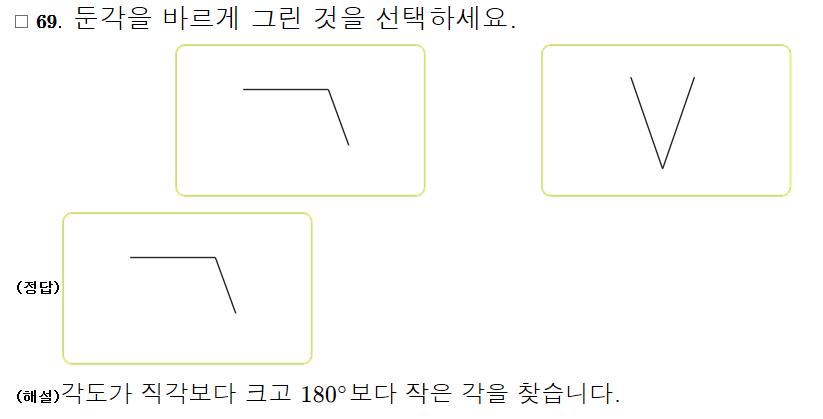 □ 69. 둔각을 바르게 그린 것을 선택하세요.
(정답)
(해설)각도가 직각보다 크고 180°보다 작은 각을 찾습니다.